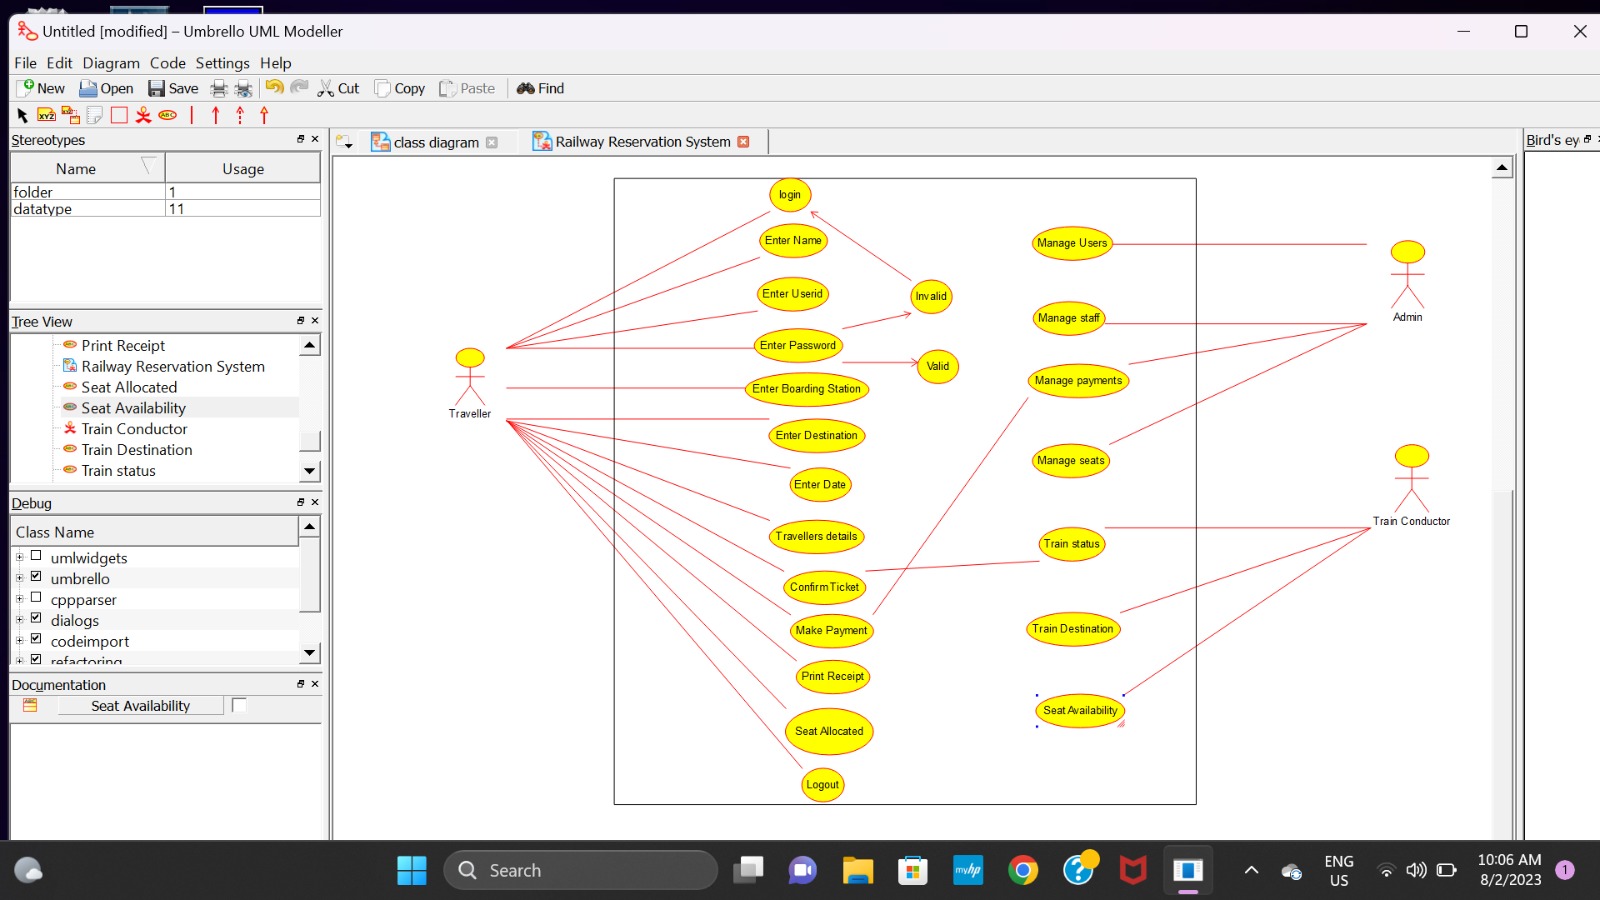 Untitled [modified] – Umbrello UML Modeller
File Edit Diagram Code Settings Help
New Open Save Cut Copy Paste Find
XYZ ABC
Stereotypes
Name Usage
folder 1
datatype 11
Tree View
Print Receipt
Railway Reservation System
Seat Allocated
Seat Availability
Train Conductor
Train Destination
Train status
Debug
Class Name
umlwidgets
umbrello
cppparser
dialogs
codeimport
refactoring
Documentation
Seat Availability
class diagram
Railway Reservation System
Bird's ey
login
Enter Name
Enter Userid
Enter Password
Enter Boarding Station
Enter Destination
Enter Date
Travellers details
Confirm Ticket
Make Payment
Print Receipt
Seat Allocated
Logout
Invalid
Valid
Traveller
Manage Users
Manage staff
Manage payments
Manage seats
Train status
Train Destination
Seat Availability
Admin
Train Conductor
Search
myhp
ENG
US
10:06 AM
8/2/2023
1